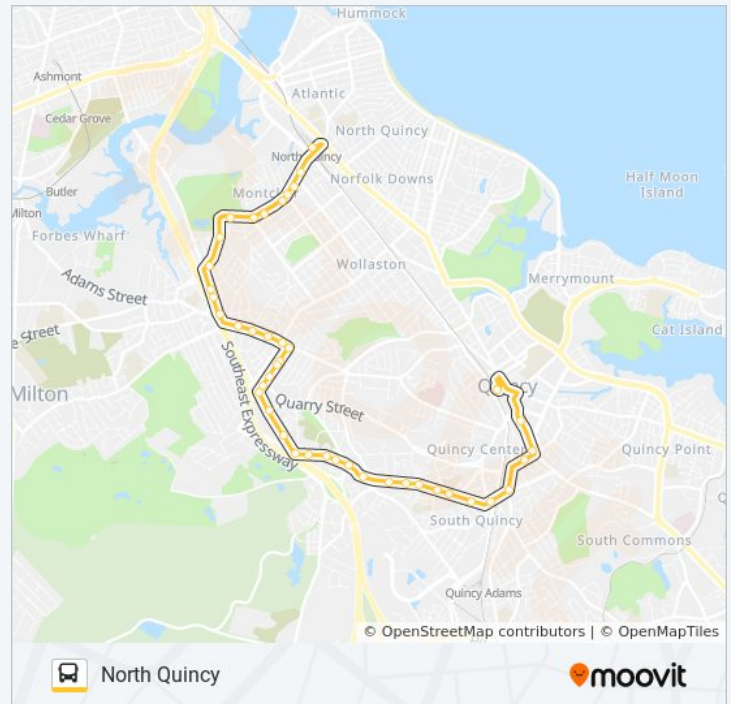 Hummock
Ashmont
Atlantic
Cedar Grove
North Quincy
North Quincy
Norfolk Downs
Half Moon
Island
Butler
Milton
Forbes Wharf
Wollaston
Adams Street
Merrymount
Cat Island
e Street
Milton
Southeast Expressway
Quincy
Quarry Street
Quincy Center
Quincy Point
South Quincy
South Commons
Quincy Adams
© OpenStreetMap contributors | © OpenMapTiles
North Quincy
moovit